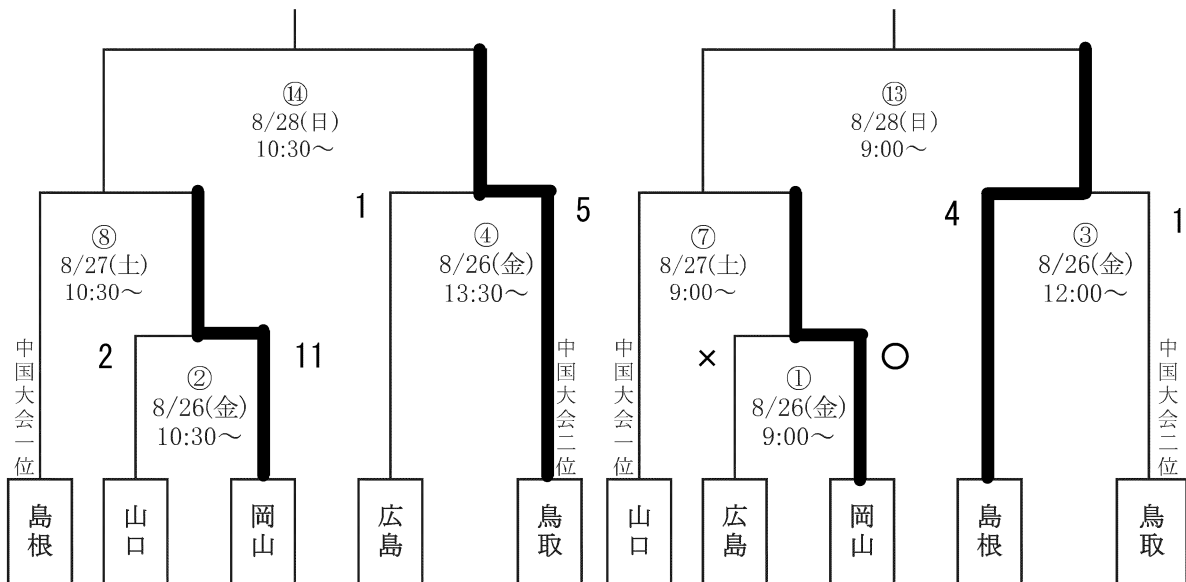 ⑭
8/28(日)
10:30～
⑬
8/28(日)
9:00～
⑧
8/27(土)
10:30～
1
④
8/26(金)
13:30～
5
⑦
8/27(土)
9:00～
4
③
8/26(金)
12:00～
1
中国大会一位
2
②
8/26(金)
10:30～
11
中国大会二位
中国大会一位
×
①
8/26(金)
9:00～
○
中国大会二位
島根
山口
岡山
広島
鳥取
山口
広島
岡山
島根
鳥取